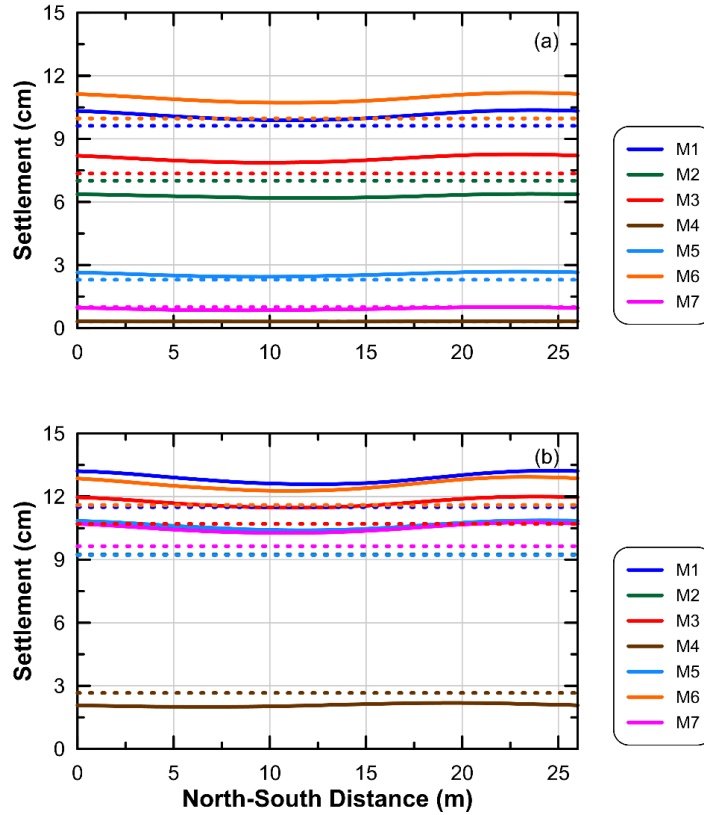 15
12
9
6
3
0
Settlement (cm)
(a)
0 5 10 15 20 25
M1
M2
M3
M4
M5
M6
M7
15
12
9
6
3
0
Settlement (cm)
(b)
0 5 10 15 20 25
North-South Distance (m)
M1
M2
M3
M4
M5
M6
M7